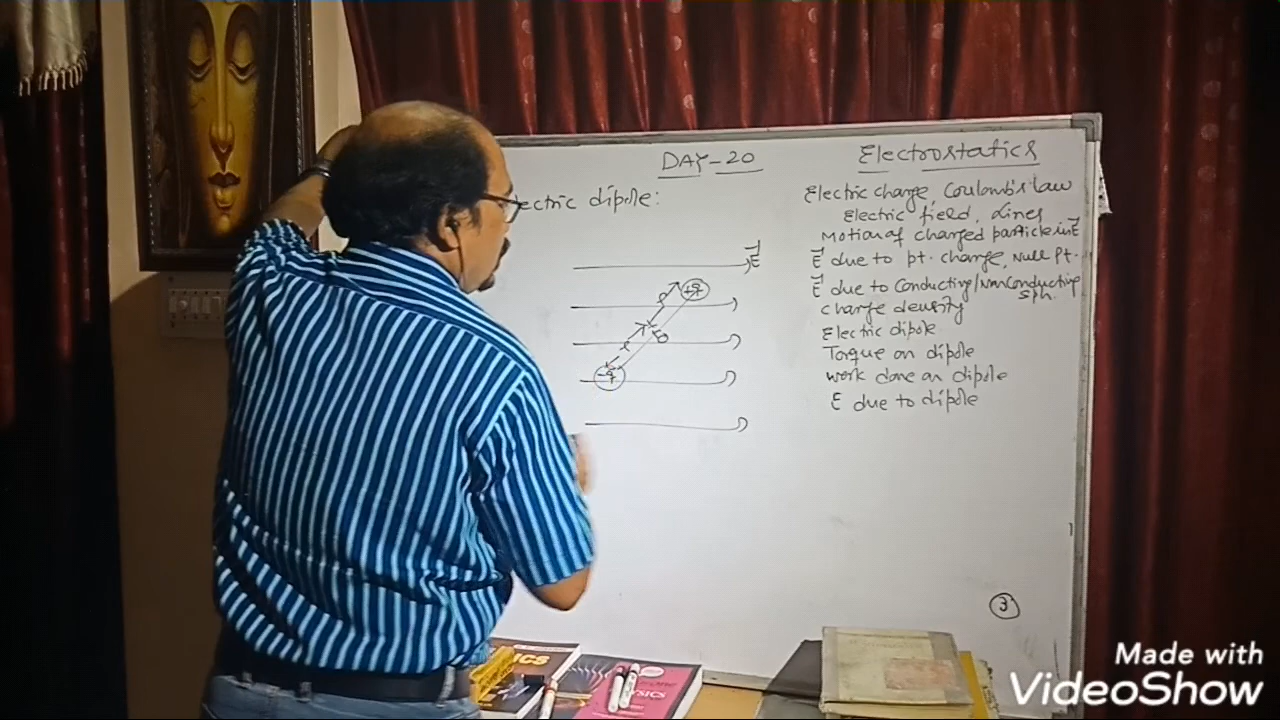 DAY-20
Electrostatics
ectric dipole:
Electric charge, Coulomb's Law
Electric field, Lines
Motion of charged particle in E
E due to pt. charge, Null Pt.
E due to Conducting/NonConducting
Sph.
charge density
Electric dipole
Torque on dipole
work done on dipole
E due to dipole
E
+q
-q
3
ICS
YSICS
Made with
VideoShow